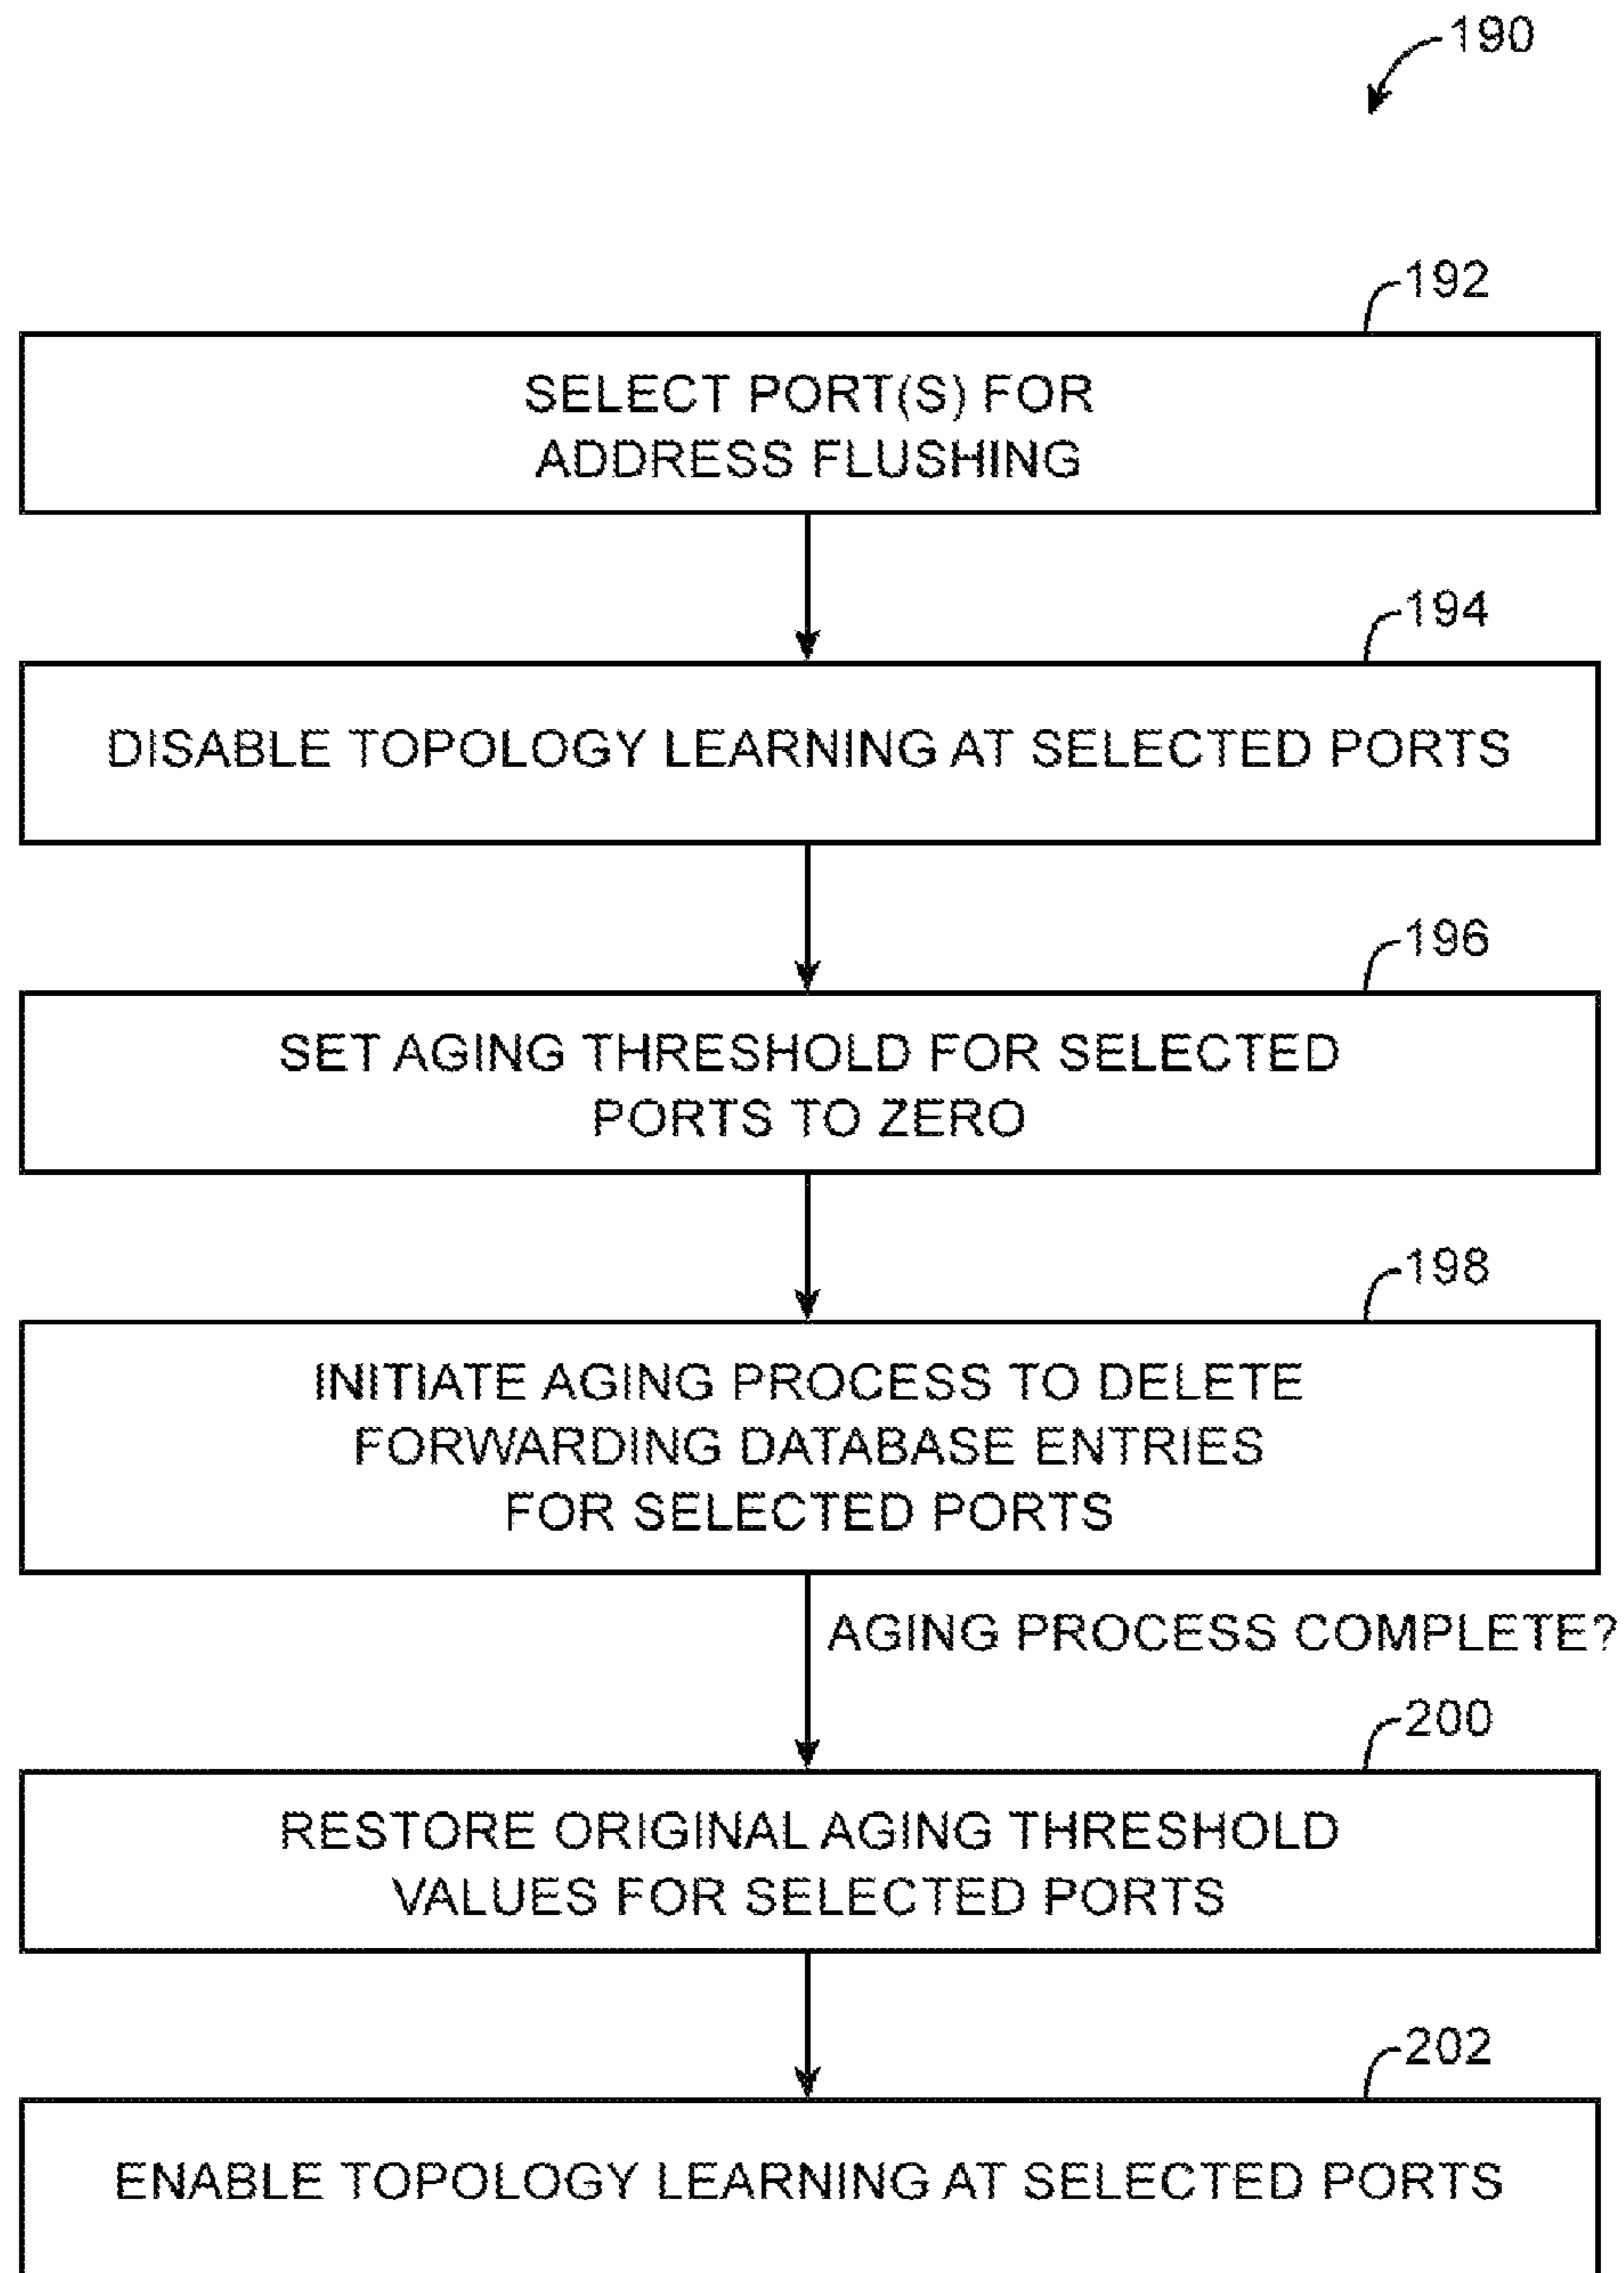 190
192
SELECT PORT(S) FOR
ADDRESS FLUSHING
194
DISABLE TOPOLOGY LEARNING AT SELECTED PORTS
196
SET AGING THRESHOLD FOR SELECTED
PORTS TO ZERO
198
INITIATE AGING PROCESS TO DELETE
FORWARDING DATABASE ENTRIES
FOR SELECTED PORTS
AGING PROCESS COMPLETE?
200
RESTORE ORIGINAL AGING THRESHOLD
VALUES FOR SELECTED PORTS
202
ENABLE TOPOLOGY LEARNING AT SELECTED PORTS